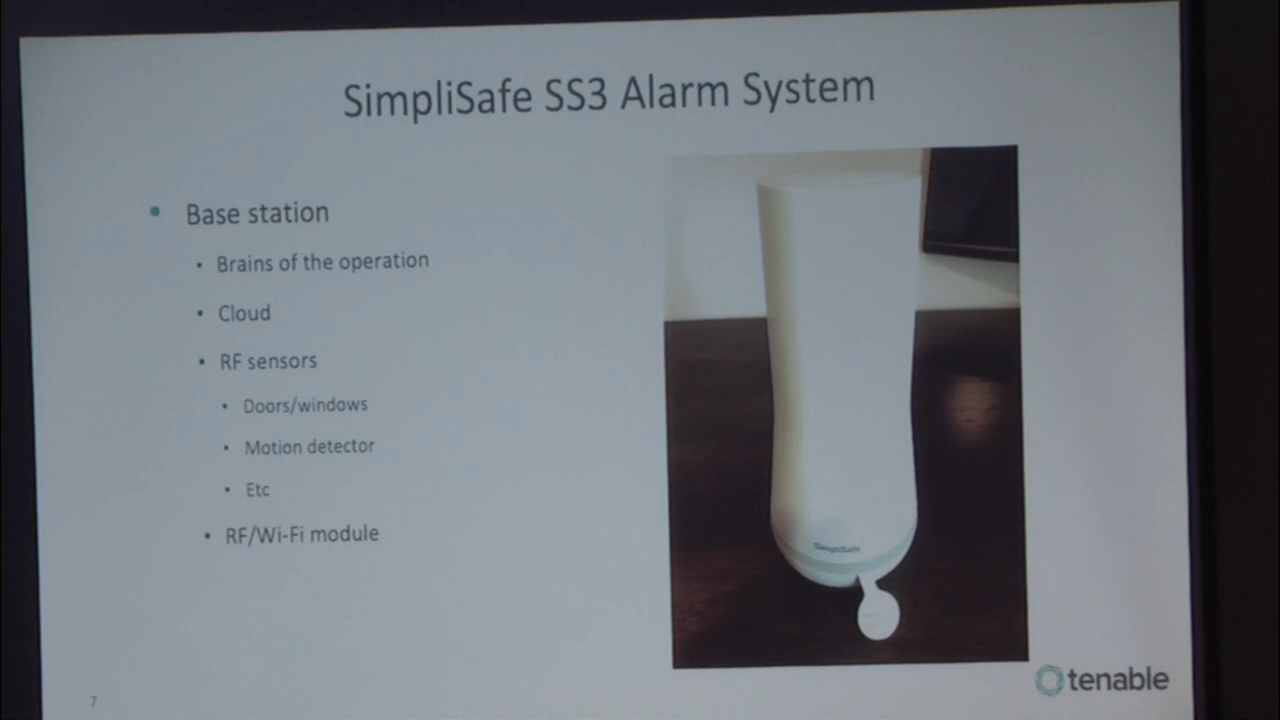 SimpliSafe SS3 Alarm System
• Base station
• Brains of the operation
• Cloud
• RF sensors
• Doors/windows
• Motion detector
• Etc
• RF/Wi-Fi module
SimpliSafe
7
tenable